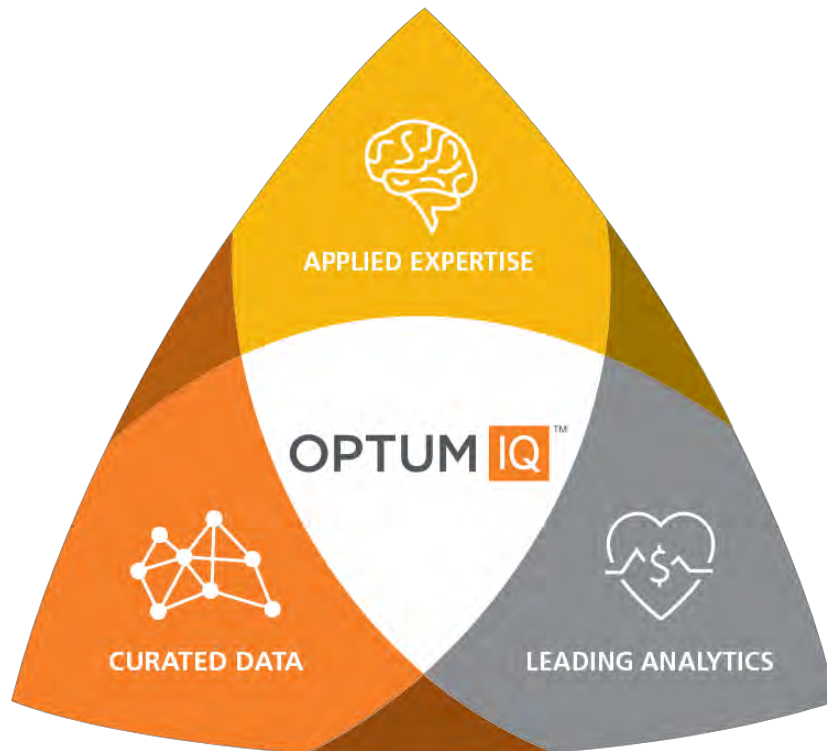 APPLIED EXPERTISE
OPTUM IQ™
CURATED DATA
LEADING ANALYTICS